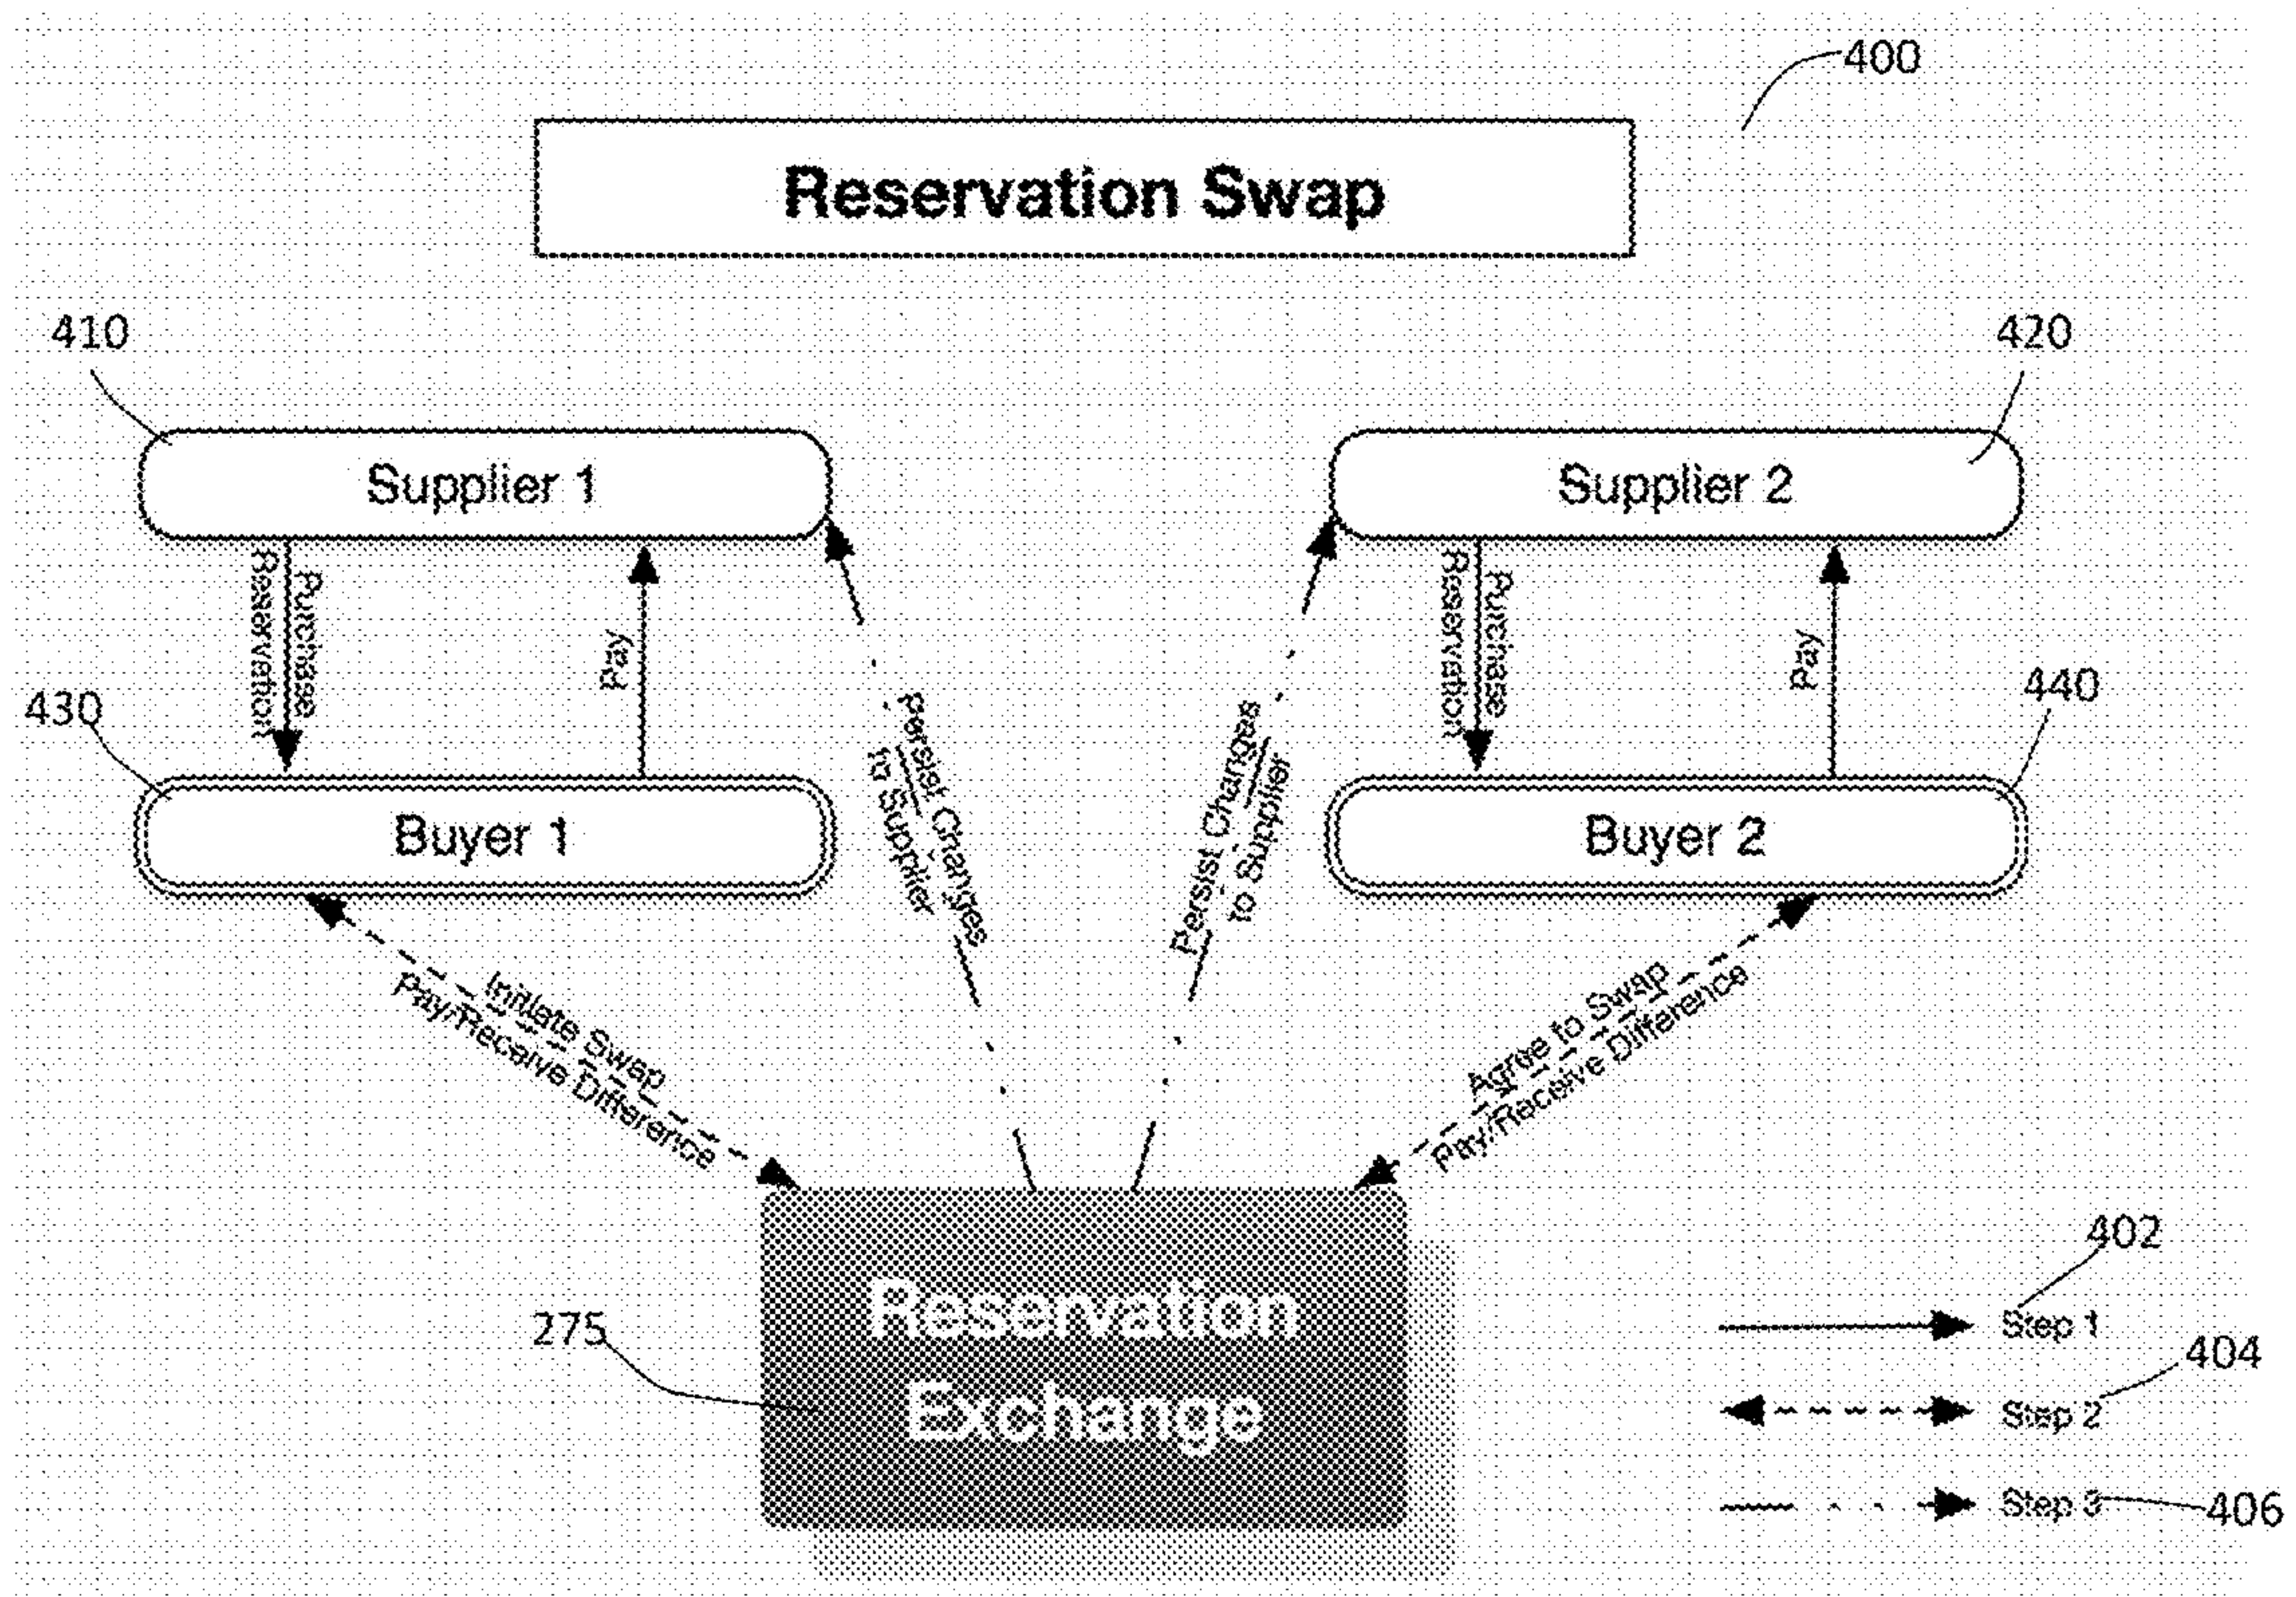 400
Reservation Swap
410
420
Supplier 1
Supplier 2
Purchase
Reservation
Pay
Purchase
Reservation
Pay
430
440
Persist Changes
to Supplier
Persist Changes
to Supplier
Buyer 1
Buyer 2
Initiate Swap
Pay/Receive Difference
Agree to Swap
Pay/Receive Difference
402
275
Reservation
Exchange
Step 1
404
Step 2
Step 3
406